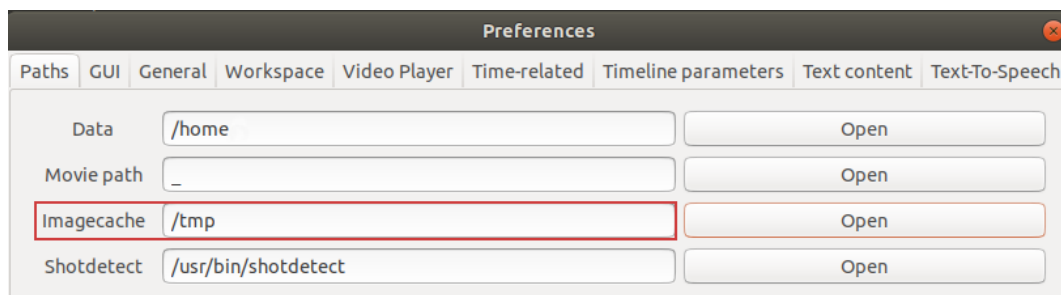 Preferences
Paths GUI General Workspace Video Player Time-related Timeline parameters Text content Text-To-Speech
Data /home Open
Movie path _ Open
Imagecache /tmp Open
Shotdetect /usr/bin/shotdetect Open